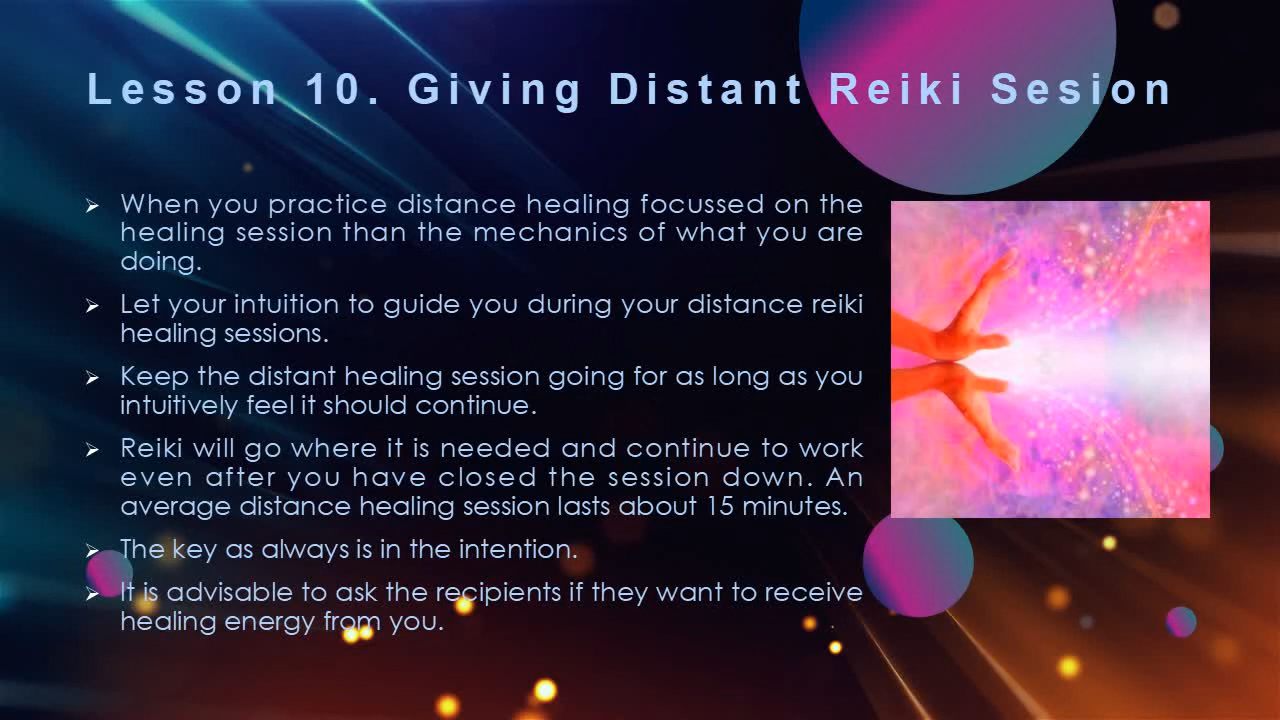 Lesson 10. Giving Distant Reiki Sesion
When you practice distance healing focussed on the
healing session than the mechanics of what you are
doing.
Let your intuition to guide you during your distance reiki
healing sessions.
Keep the distant healing session going for as long as you
intuitively feel it should continue.
Reiki will go where it is needed and continue to work
even after you have closed the session down. An
average distance healing session lasts about 15 minutes.
The key as always is in the intention.
It is advisable to ask the recipients if they want to receive
healing energy from you.